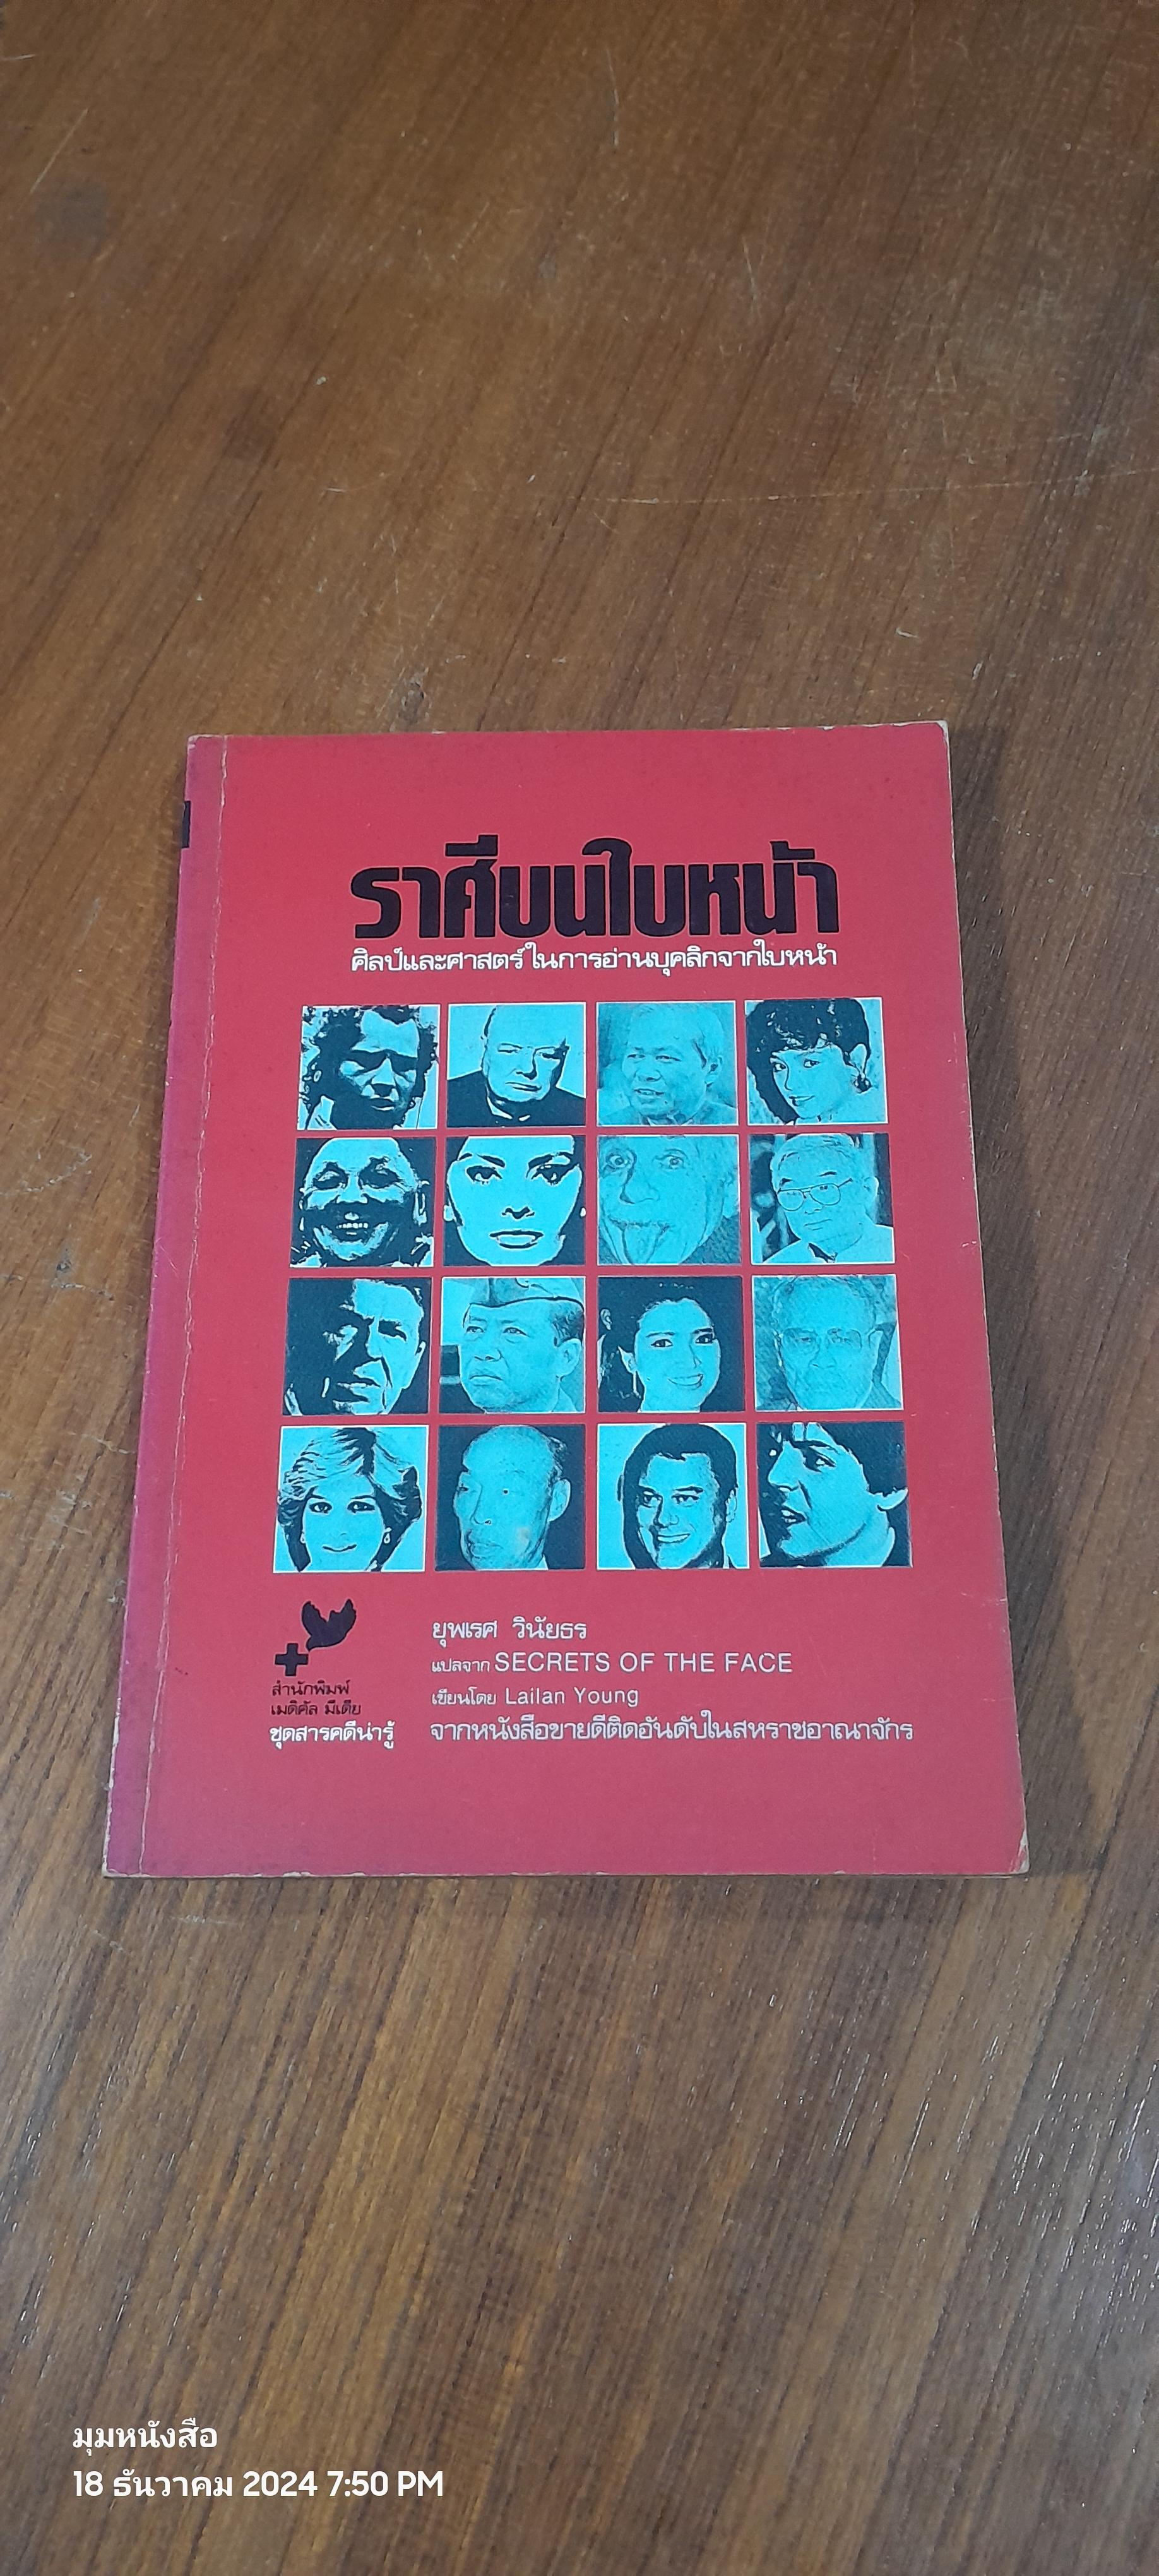 ราศีบนใบหน้า
ศิลป์และศาสตร์ในการอ่านบุคลิกจากใบหน้า
ยุพเรศ วินัยธร
แปลจาก SECRETS OF THE FACE
เขียนโดย Lailan Young
จากหนังสือขายดีติดอันดับในสหราชอาณาจักร
สำนักพิมพ์
เมดิคัล มีเดีย
ชุดสารคดีน่ารู้
มุมหนังสือ
18 ธันวาคม 2024 7:50 PM